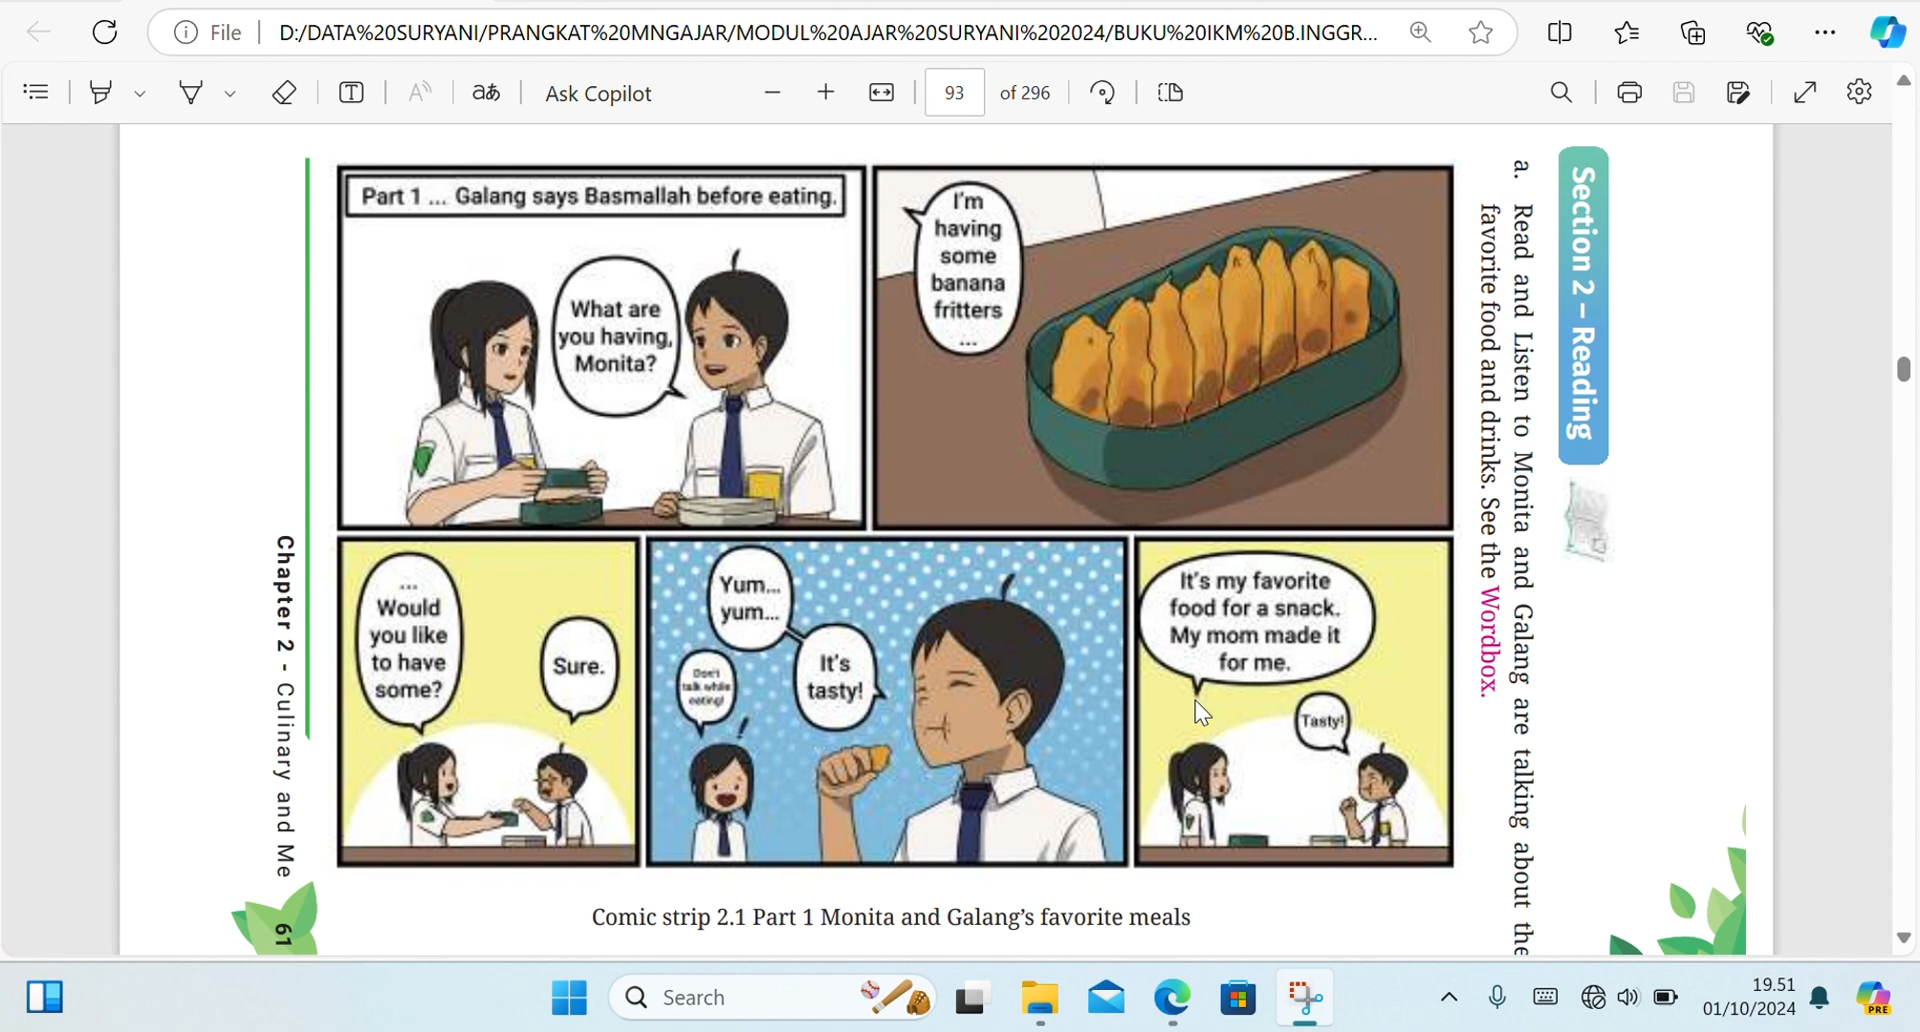 File
D:/DATA%20SURYANI/PRANGKAT%20MNGAJAR/MODUL%20AJAR%20SURYANI%202024/BUKU%20IKM%20B.INGGR...
Ask Copilot
93
of 296
Section 2 – Reading
a. Read and Listen to Monita and Galang are talking about the
favorite food and drinks. See the Wordbox.
Part 1 ... Galang says Basmallah before eating.
What are
you having,
Monita?
I'm
having
some
banana
fritters
...
...
Would
you like
to have
some?
Sure.
Yum...
yum...
It's
tasty!
Don't
talk while
eating!
It's my favorite
food for a snack.
My mom made it
for me.
Tasty!
Comic strip 2.1 Part 1 Monita and Galang's favorite meals
Chapter 2 - Culinary and Me
61
Search
19.51
01/10/2024
PRE